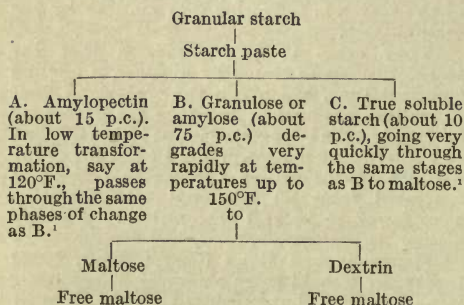 Granular starch
Starch paste
A. Amylopectin
(about 15 p.c.).
In low tempe-
rature transfor-
mation, say at
120°F., passes
through the same
phases of change
as B.¹
B. Granulose or
amylose (about
75 p.c.) de-
grades very
rapidly at tem-
peratures up to
150°F.
to
C. True soluble
starch (about 10
p.c.), going very
quickly through
the same stages
as B to maltose.¹
Maltose
Dextrin
Free maltose
Free maltose